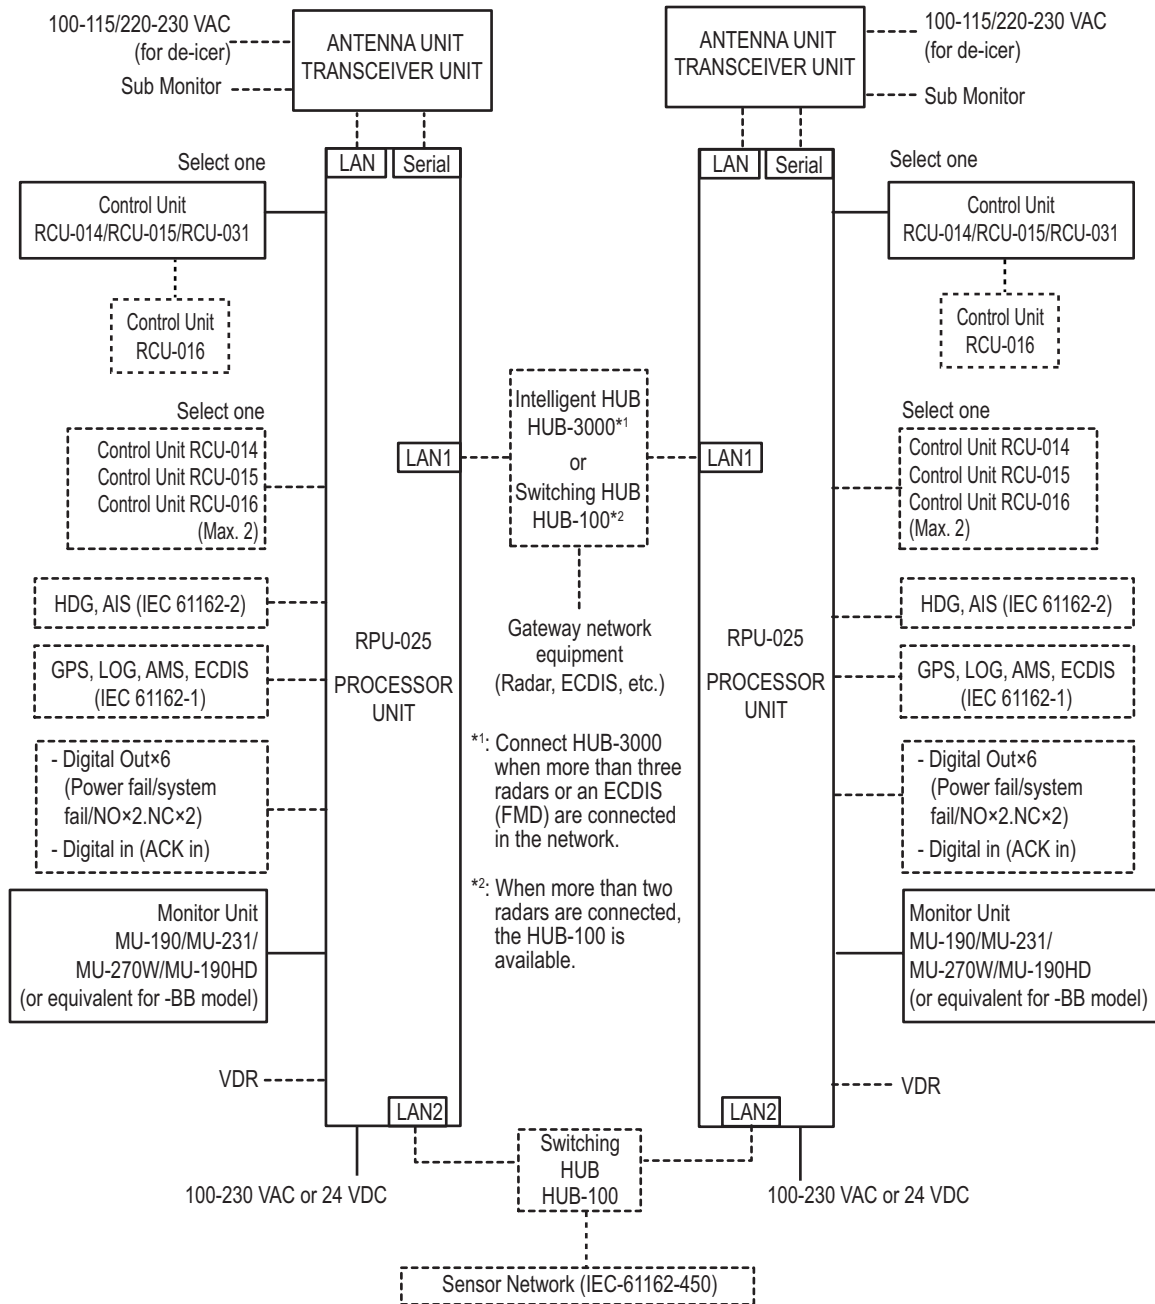 100-115/220-230 VAC
(for de-icer)
Sub Monitor
ANTENNA UNIT
TRANSCEIVER UNIT
ANTENNA UNIT
TRANSCEIVER UNIT
100-115/220-230 VAC
(for de-icer)
Sub Monitor
Select one
LAN
Serial
LAN
Serial
Select one
Control Unit
RCU-014/RCU-015/RCU-031
Control Unit
RCU-014/RCU-015/RCU-031
Control Unit
RCU-016
Control Unit
RCU-016
Select one
Control Unit RCU-014
Control Unit RCU-015
Control Unit RCU-016
(Max. 2)
LAN1
Intelligent HUB
HUB-3000*1
or
Switching HUB
HUB-100*2
LAN1
Select one
Control Unit RCU-014
Control Unit RCU-015
Control Unit RCU-016
(Max. 2)
HDG, AIS (IEC 61162-2)
GPS, LOG, AMS, ECDIS
(IEC 61162-1)
RPU-025
PROCESSOR
UNIT
Gateway network
equipment
(Radar, ECDIS, etc.)
RPU-025
PROCESSOR
UNIT
HDG, AIS (IEC 61162-2)
GPS, LOG, AMS, ECDIS
(IEC 61162-1)
- Digital Out×6
(Power fail/system
fail/NO×2.NC×2)
- Digital in (ACK in)
*1: Connect HUB-3000
when more than three
radars or an ECDIS
(FMD) are connected
in the network.
*2: When more than two
radars are connected,
the HUB-100 is
available.
- Digital Out×6
(Power fail/system
fail/NO×2.NC×2)
- Digital in (ACK in)
Monitor Unit
MU-190/MU-231/
MU-270W/MU-190HD
(or equivalent for -BB model)
Monitor Unit
MU-190/MU-231/
MU-270W/MU-190HD
(or equivalent for -BB model)
VDR
VDR
LAN2
LAN2
Switching
HUB
HUB-100
100-230 VAC or 24 VDC
100-230 VAC or 24 VDC
Sensor Network (IEC-61162-450)